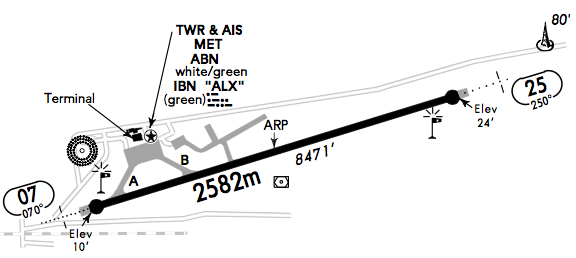 80'
TWR & AIS
MET
ABN
white/green
IBN "ALX"
(green)
Terminal
25
250°
Elev
24'
ARP
8471'
B
A
2582m
07
070°
Elev
10'